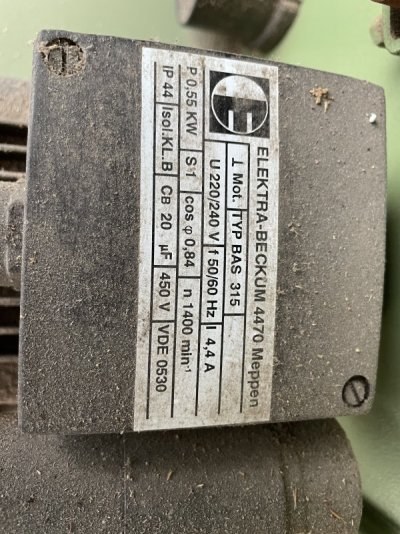 ELEKTRA-BECKUM 4470 Meppen
⊥ Mot. TYP BAS 315
U 220/240 V f 50/60 Hz I 4,4 A
P 0,55 KW S 1 cos φ 0,84 n 1400 min⁻¹
IP 44 Isol-KL.B CB 20 µF 450 V VDE 0530